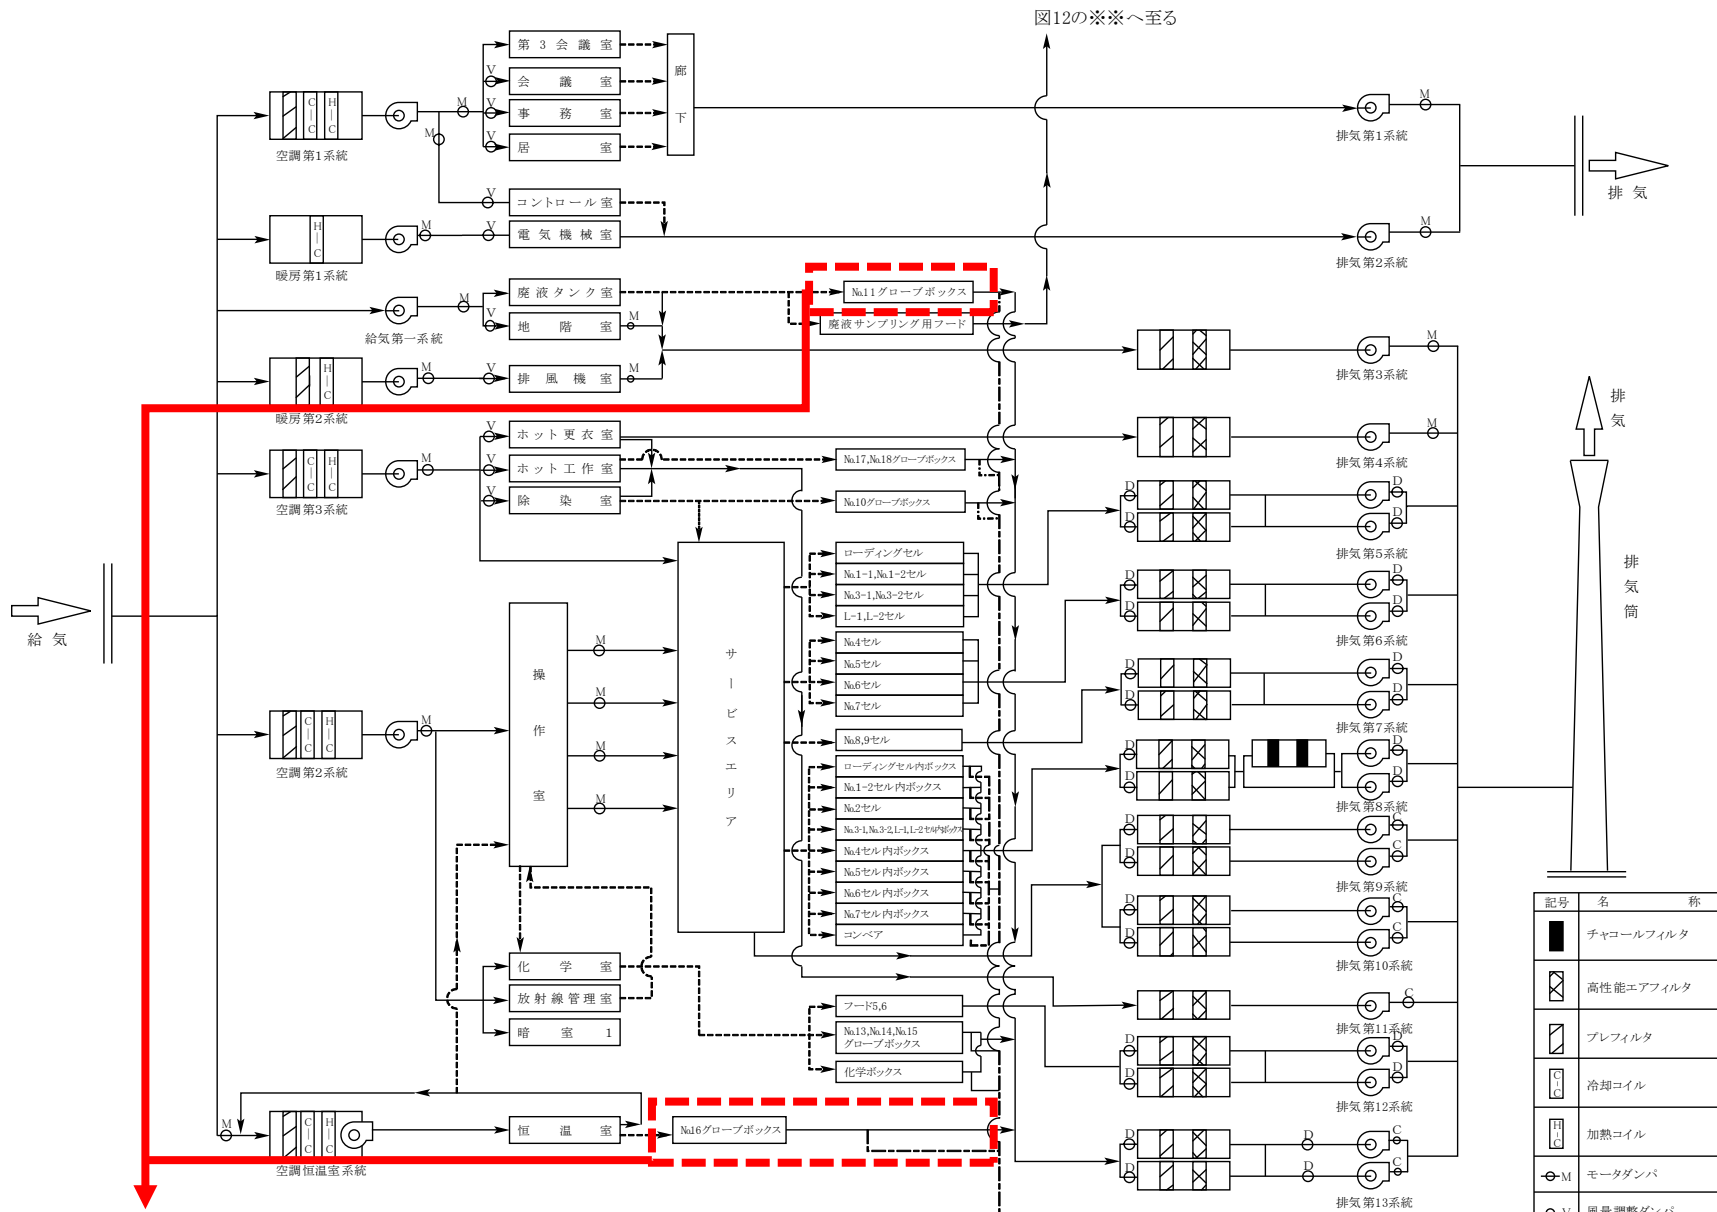 図12の※※へ至る
第3会議室
会議室
事務室
居室
廊下
M
V
V
V
M
C-C
H-C
空調第1系統
コントロール室
V
電気機械室
V
M
H-C
暖房第1系統
M
排気第1系統
M
排気第2系統
排気
廃液タンク室
地階室
M
V
M
給気第一系統
No.11グローブボックス
廃液サンプリング用フード
排風機室
M
V
M
H-C
暖房第2系統
M
排気第3系統
ホット更衣室
ホット工作室
除染室
V
V
V
M
C-C
H-C
空調第3系統
No.17,No.18グローブボックス
No.10グローブボックス
M
排気第4系統
D
D
D
D
排気第5系統
ローディングセル
No.1-1,No.1-2セル
No.3-1,No.3-2セル
L-1,L-2セル
D
D
D
D
排気第6系統
No.4セル
No.5セル
No.6セル
No.7セル
D
D
D
D
排気第7系統
No.8,9セル
D
D
D
D
排気第8系統
ローディングセル内ボックス
No.1-2セル内ボックス
No.2セル
No.3-1,No.3-2,L-1,L-2セル内ボックス
No.4セル内ボックス
No.5セル内ボックス
No.6セル内ボックス
No.7セル内ボックス
コンベア
D
D
C
C
排気第9系統
D
D
C
C
排気第10系統
給気
操作室
M
M
M
M
サービスエリア
M
C-C
H-C
空調第2系統
化学室
放射線管理室
暗室1
フード5,6
No.13,No.14,No.15
グローブボックス
化学ボックス
C
排気第11系統
D
D
D
D
排気第12系統
M
C-C
H-C
空調恒温室系統
恒温室
No.16グローブボックス
D
D
D
D
C
C
排気第13系統
排気
排気筒
記号 名称
チャコールフィルタ
高性能エアフィルタ
プレフィルタ
C-C 冷却コイル
H-C 加熱コイル
M モータダンパ
V 風量調整ダンパ